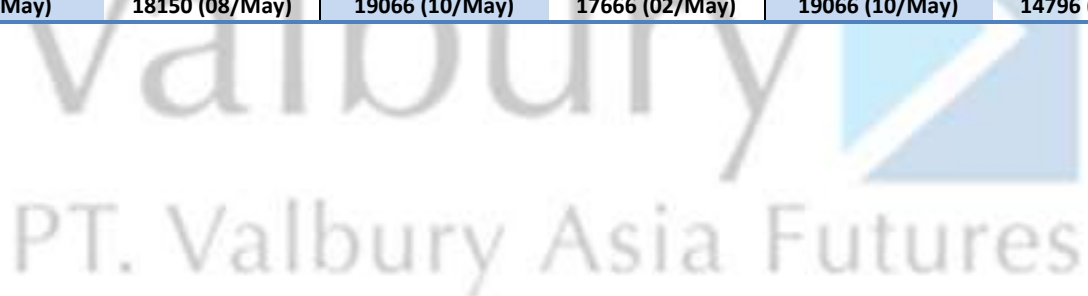 May) 18150 (08/May) 19066 (10/May) 17666 (02/May) 19066 (10/May) 14796
Valbury
PT. Valbury Asia Futures